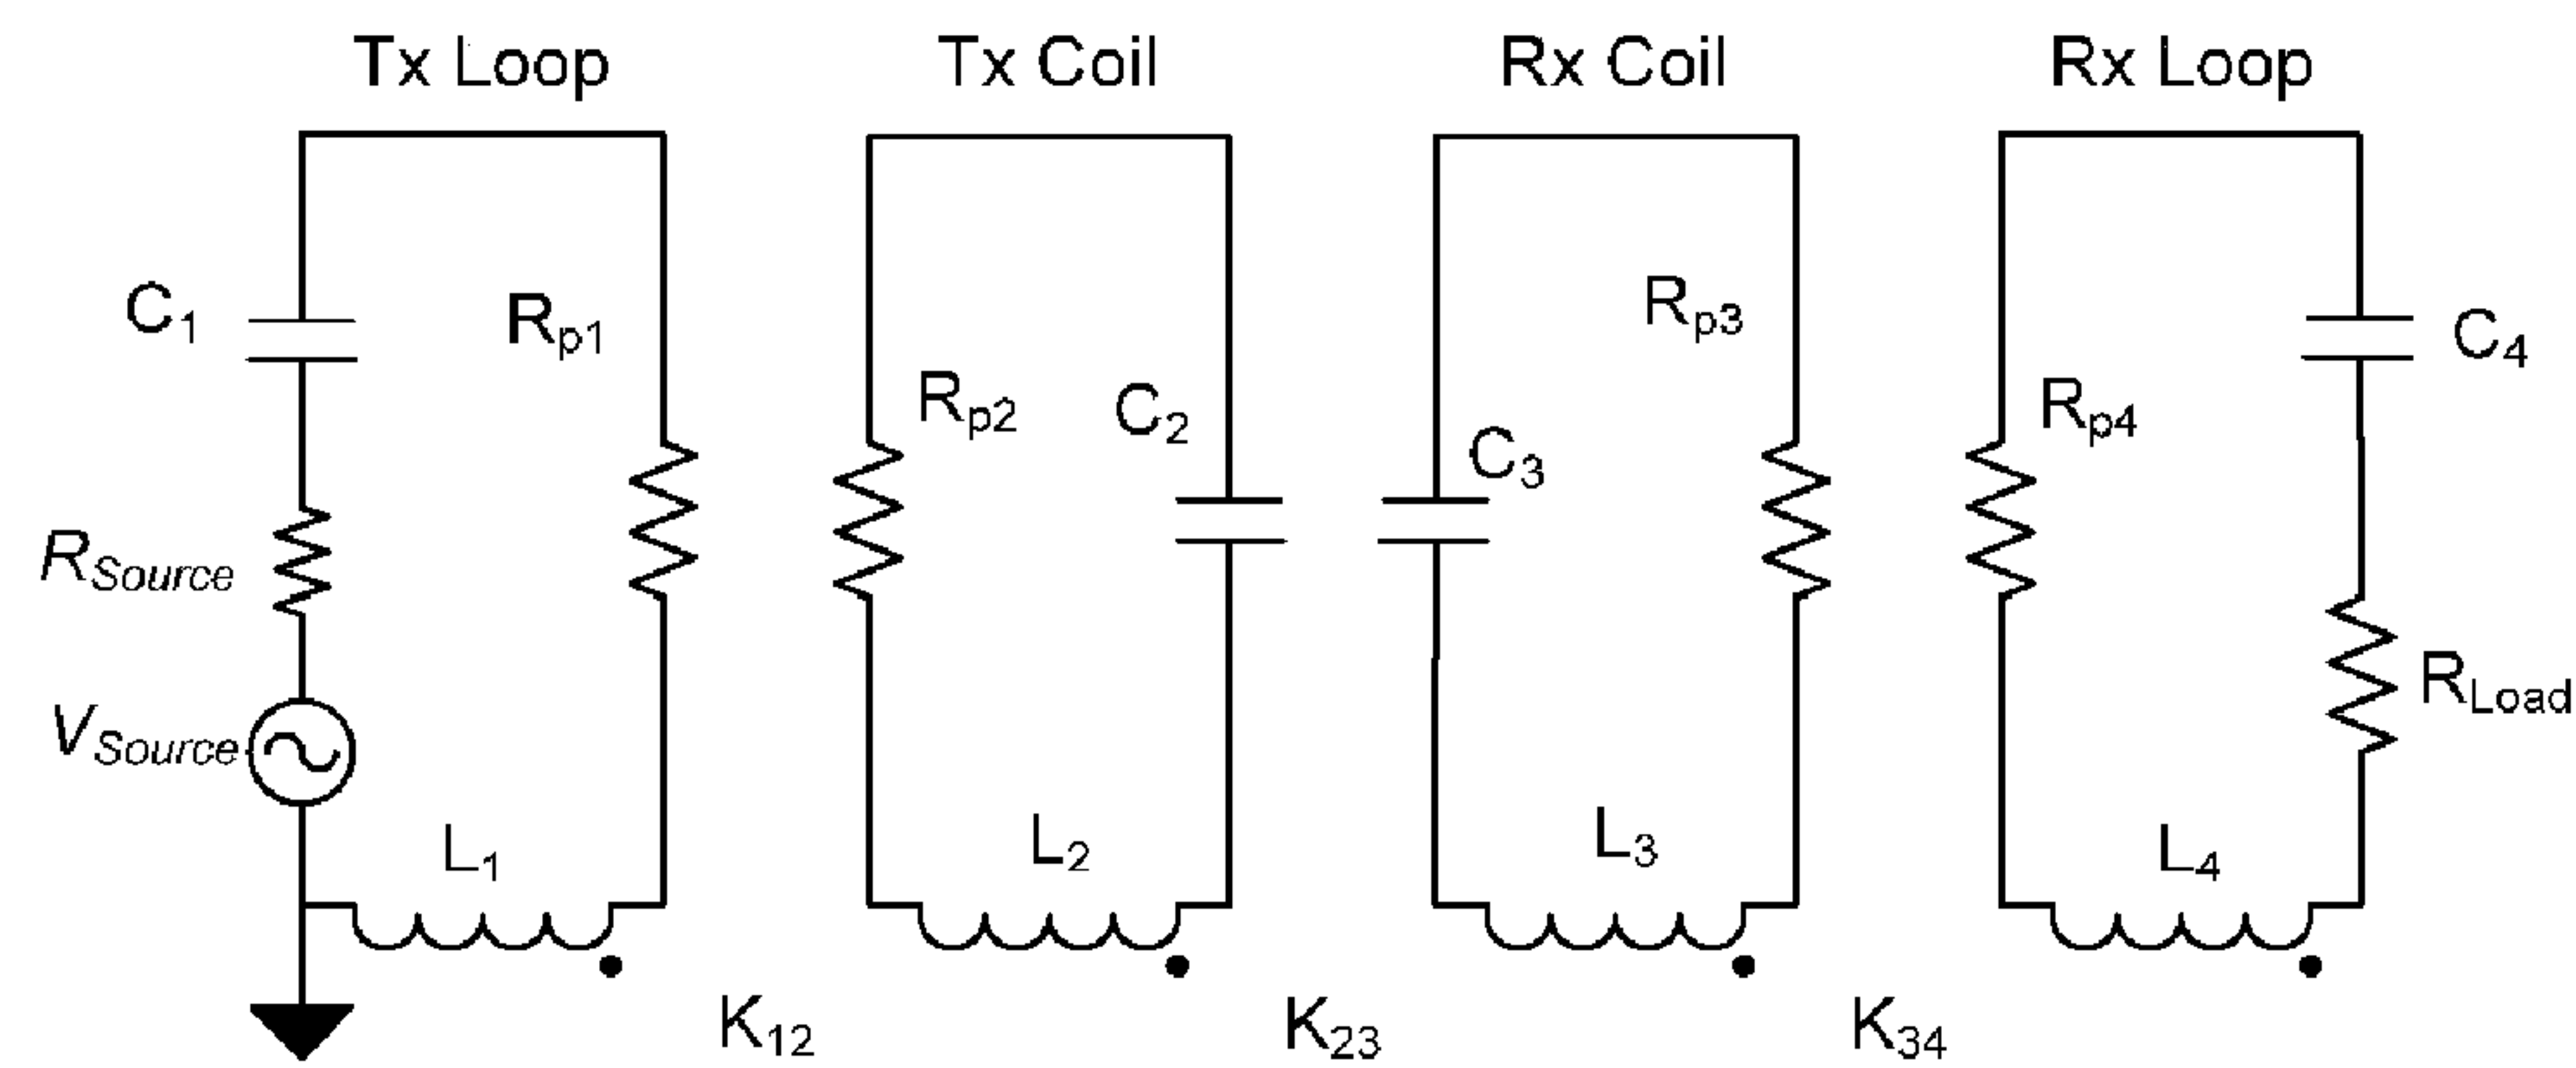 Tx Loop
Tx Coil
Rx Coil
Rx Loop
C1
Rp1
RSource
VSource
L1
K12
Rp2
C2
L2
K23
C3
Rp3
L3
K34
Rp4
C4
RLoad
L4